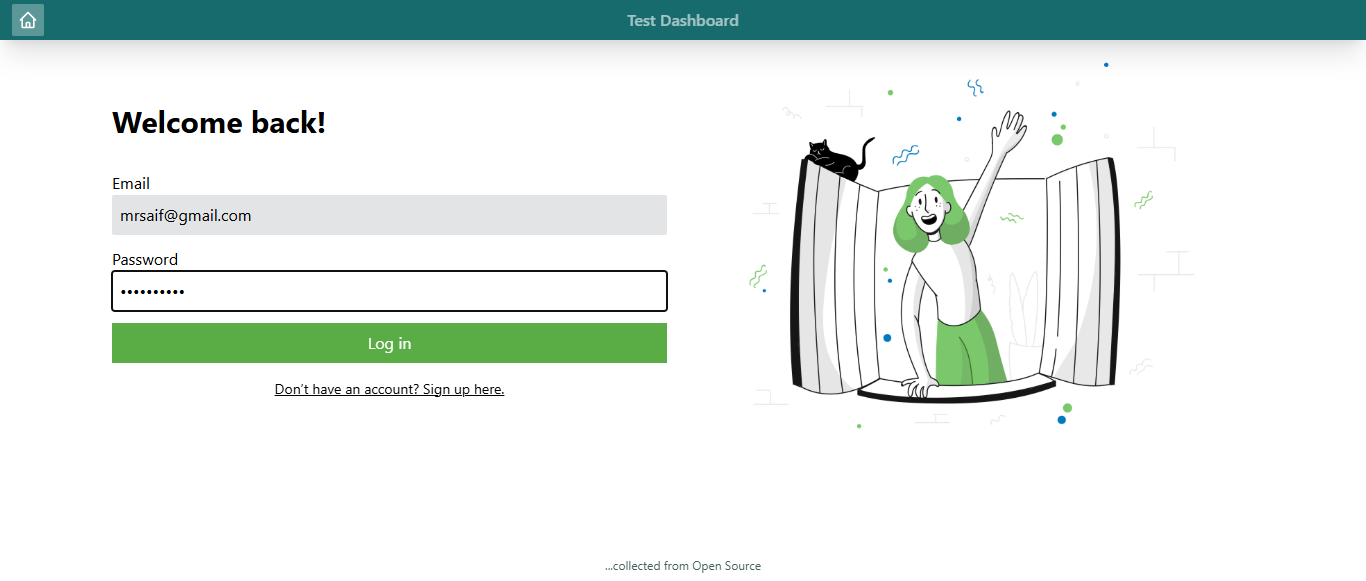 Test Dashboard
Welcome back!
Email
mrsaif@gmail.com
Password
••••••••••
Log in
Don't have an account? Sign up here.
...collected from Open Source